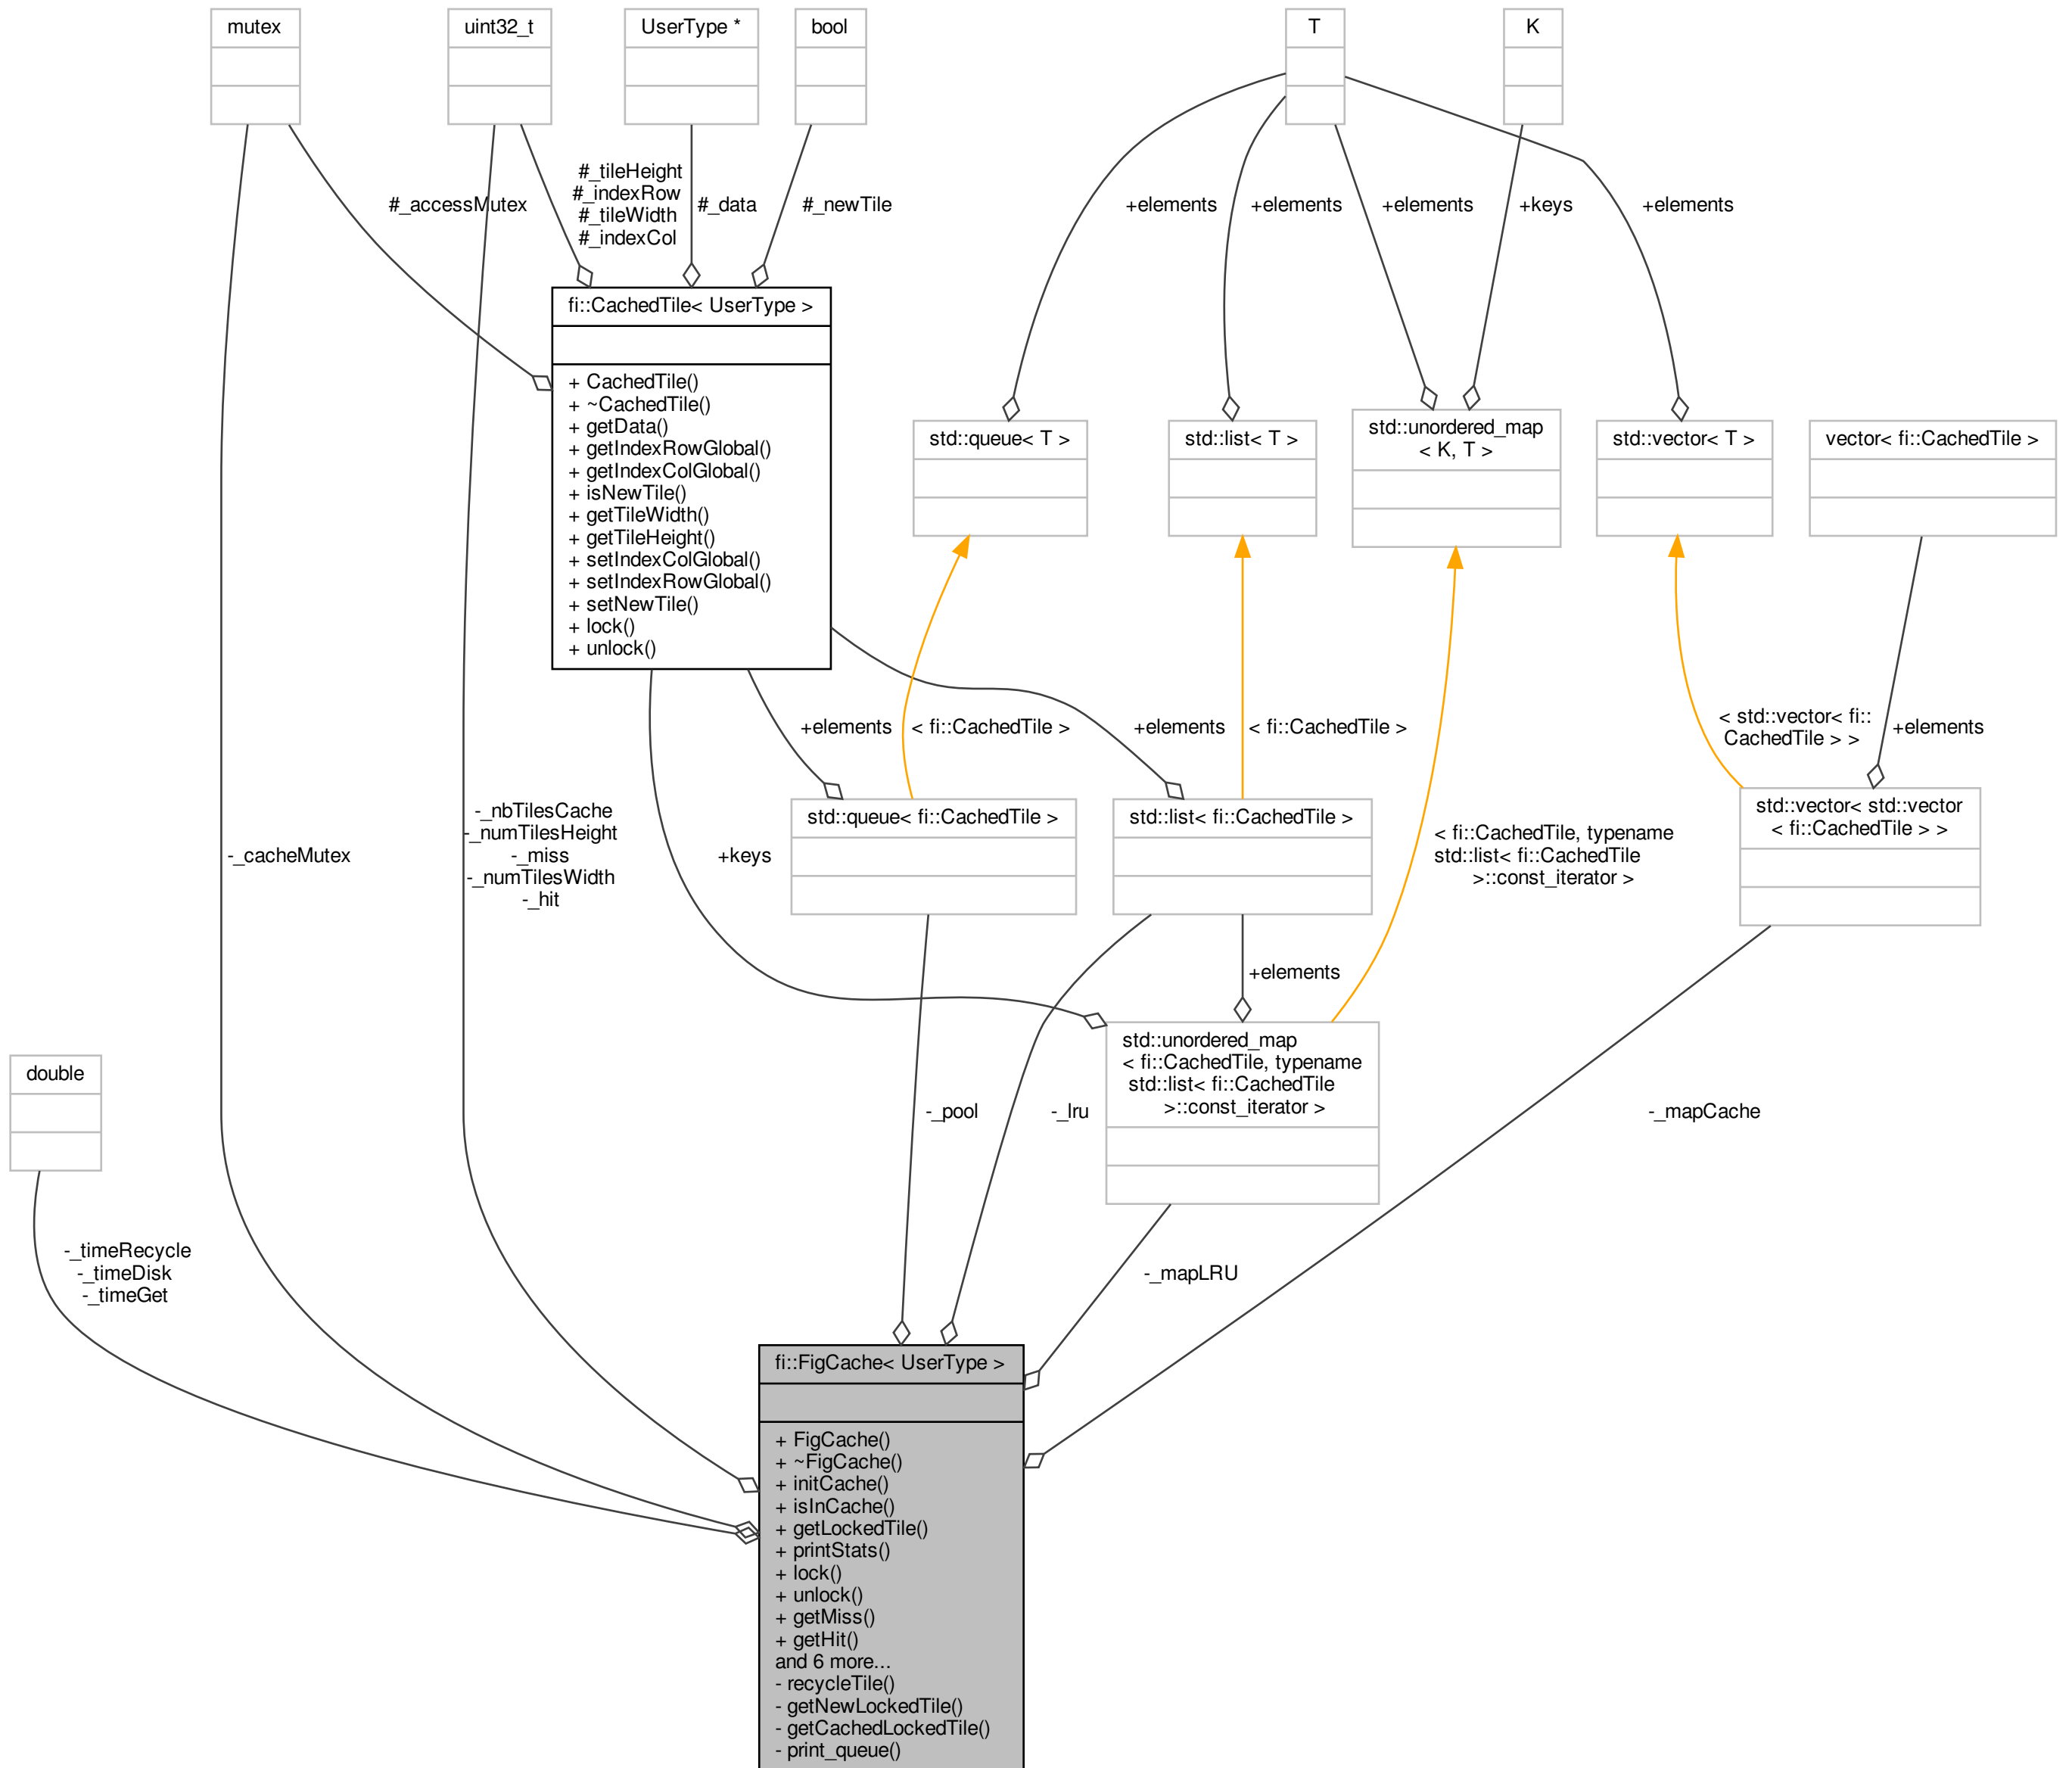 mutex
uint32_t
UserType *
bool
T
K
#_accessMutex
#_tileHeight
#_indexRow
#_tileWidth
#_indexCol
#_data
#_newTile
+elements
+elements
+elements
+keys
+elements
fi::CachedTile< UserType >
+ CachedTile()
+ ~CachedTile()
+ getData()
+ getIndexRowGlobal()
+ getIndexColGlobal()
+ isNewTile()
+ getTileWidth()
+ getTileHeight()
+ setIndexColGlobal()
+ setIndexRowGlobal()
+ setNewTile()
+ lock()
+ unlock()
std::queue< T >
std::list< T >
std::unordered_map
< K, T >
std::vector< T >
vector< fi::CachedTile >
+elements
< fi::CachedTile >
+elements
< fi::CachedTile >
< std::vector< fi::
CachedTile > >
+elements
-_cacheMutex
-_nbTilesCache
-_numTilesHeight
-_miss
-_numTilesWidth
-_hit
+keys
std::queue< fi::CachedTile >
std::list< fi::CachedTile >
< fi::CachedTile, typename
std::list< fi::CachedTile
>::const_iterator >
std::vector< std::vector
< fi::CachedTile > >
+elements
double
std::unordered_map
< fi::CachedTile, typename
std::list< fi::CachedTile
>::const_iterator >
-_pool
-_lru
-_mapCache
-_timeRecycle
-_timeDisk
-_timeGet
-_mapLRU
fi::FigCache< UserType >
+ FigCache()
+ ~FigCache()
+ initCache()
+ isInCache()
+ getLockedTile()
+ printStats()
+ lock()
+ unlock()
+ getMiss()
+ getHit()
and 6 more...
- recycleTile()
- getNewLockedTile()
- getCachedLockedTile()
- print_queue()